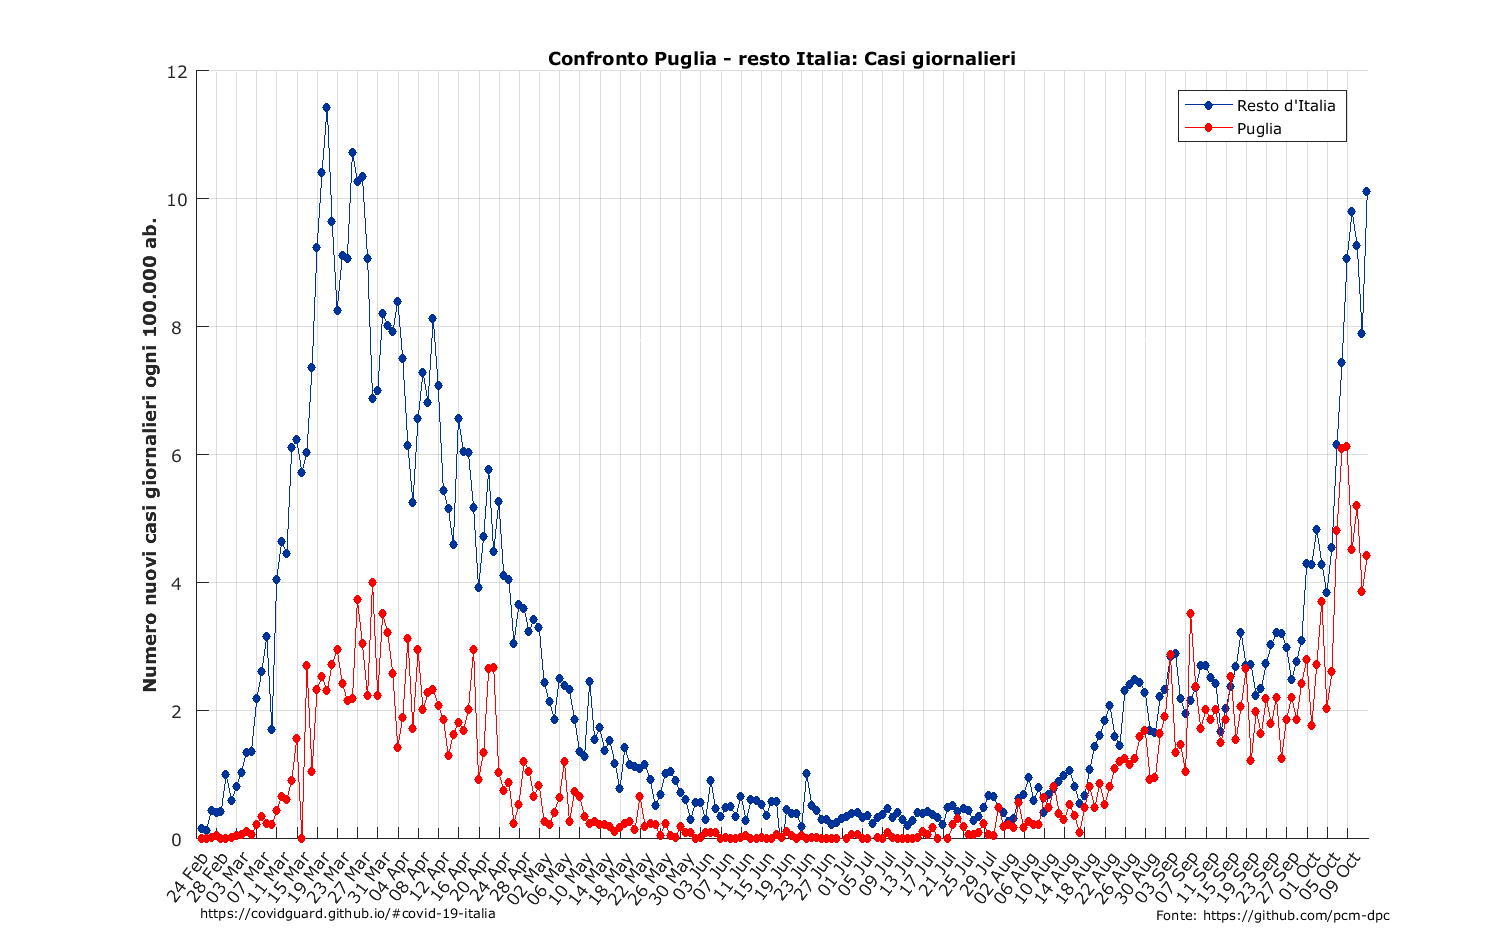 Confronto Puglia - resto Italia: Casi giornalieri
Resto d'Italia
Puglia
Numero nuovi casi giornalieri ogni 100.000 ab.
12
10
8
6
4
2
0
24 Feb
28 Feb
03 Mar
07 Mar
11 Mar
15 Mar
19 Mar
23 Mar
27 Mar
31 Mar
04 Apr
08 Apr
12 Apr
16 Apr
20 Apr
24 Apr
28 Apr
02 May
06 May
10 May
14 May
18 May
22 May
26 May
30 May
03 Jun
07 Jun
11 Jun
15 Jun
19 Jun
23 Jun
27 Jun
01 Jul
05 Jul
09 Jul
13 Jul
17 Jul
21 Jul
25 Jul
29 Jul
02 Aug
06 Aug
10 Aug
14 Aug
18 Aug
22 Aug
26 Aug
30 Aug
03 Sep
07 Sep
11 Sep
15 Sep
19 Sep
23 Sep
27 Sep
01 Oct
05 Oct
09 Oct
https://covidguard.github.io/#covid-19-italia
Fonte: https://github.com/pcm-dpc